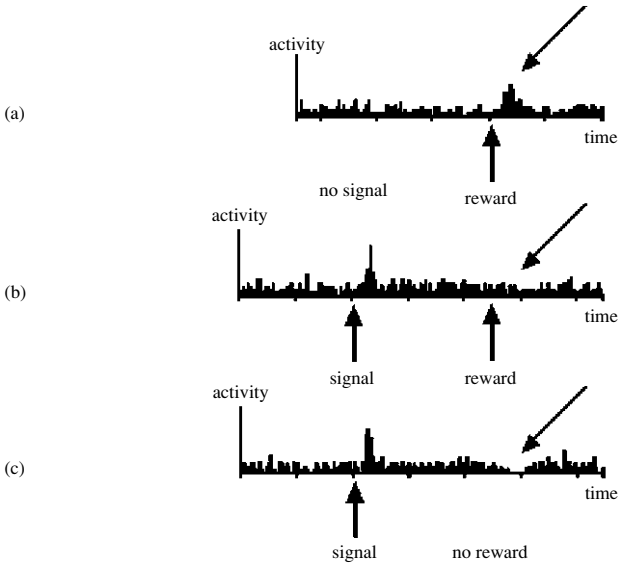 activity
(a)
time
no signal
reward
activity
(b)
time
signal
reward
activity
(c)
time
signal
no reward